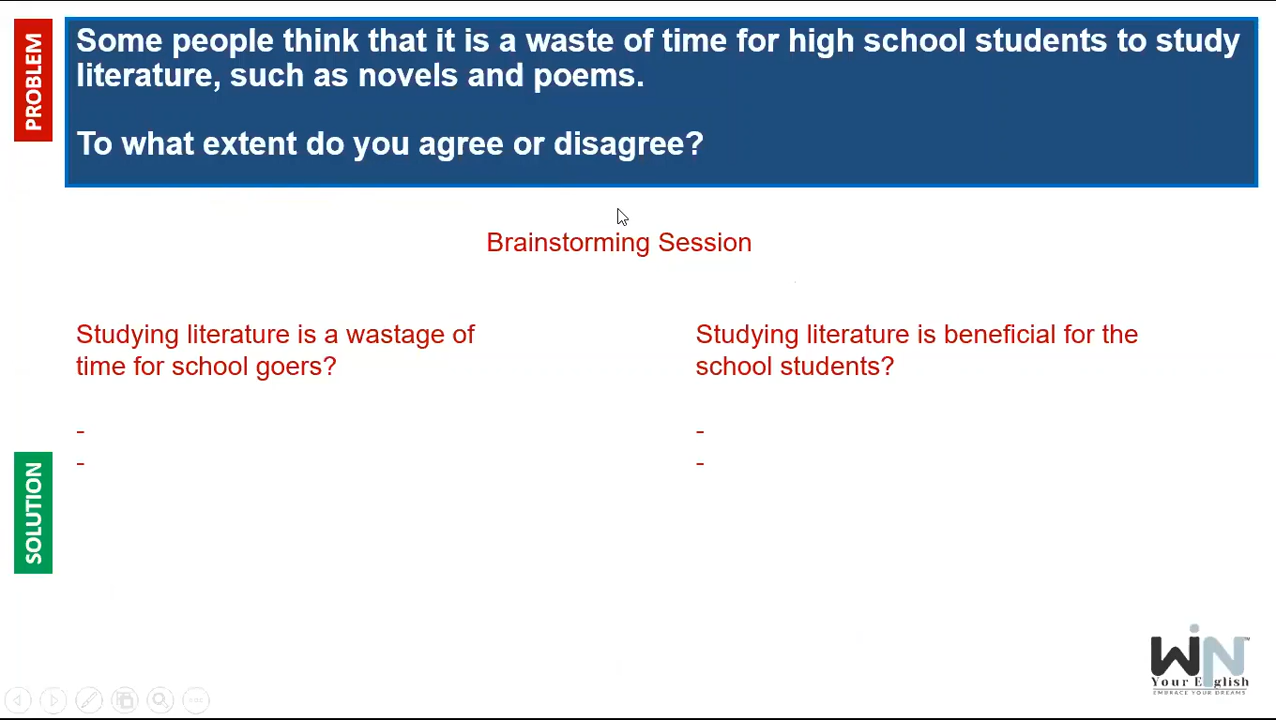 PROBLEM
Some people think that it is a waste of time for high school students to study
literature, such as novels and poems.
To what extent do you agree or disagree?
Brainstorming Session
Studying literature is a wastage of
time for school goers?
-
-
Studying literature is beneficial for the
school students?
-
-
SOLUTION
WiN
Your English
EMBRACE YOUR DREAMS